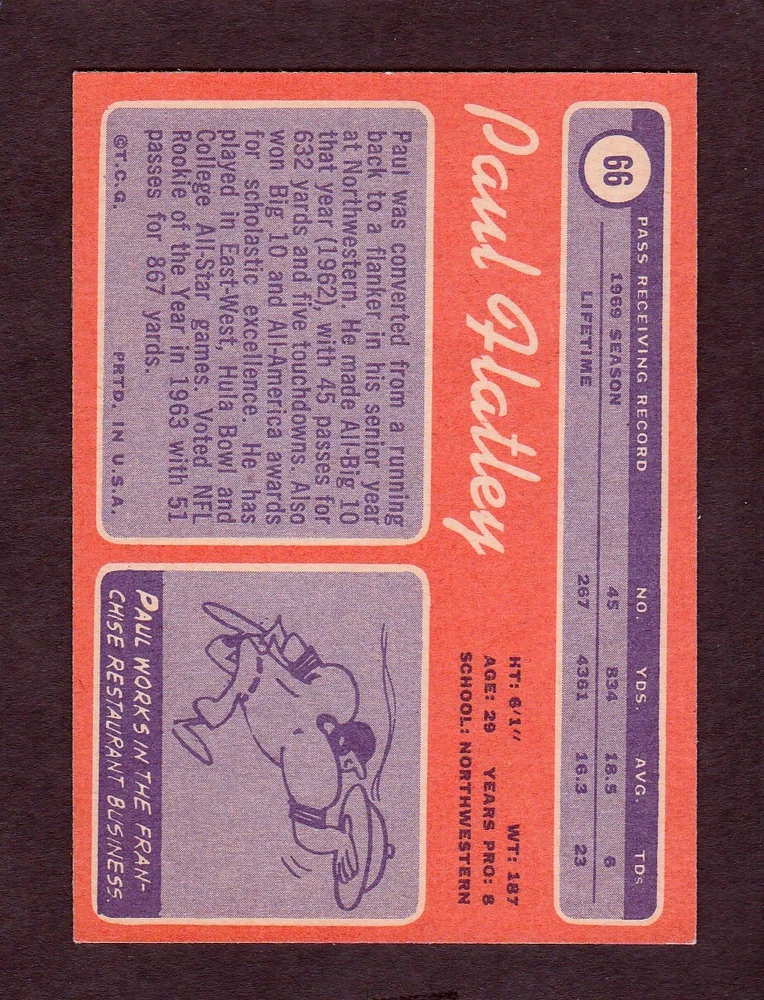 66
PASS RECEIVING RECORD NO. YDS. AVG. TDS
1969 SEASON 45 834 18.5 6
LIFETIME 267 4361 16.3 23
Paul Flatley
HT: 6/1" WT: 187
AGE: 29 YEARS PRO: 8
SCHOOL: NORTHWESTERN
Paul was converted from a running
back to a flanker in his senior year
at Northwestern. He made All-Big 10
that year (1962), with 45 passes for
632 yards and five touchdowns. Also
won Big 10 and All-America awards
for scholastic excellence. He has
played in East-West, Hula Bowl and
College All-Star games. Voted NFL
Rookie of the Year in 1963 with 51
passes for 867 yards.
©T.C.G. PRTD. IN U.S.A.
PAUL WORKS IN THE FRAN-
CHISE RESTAURANT BUSINESS.